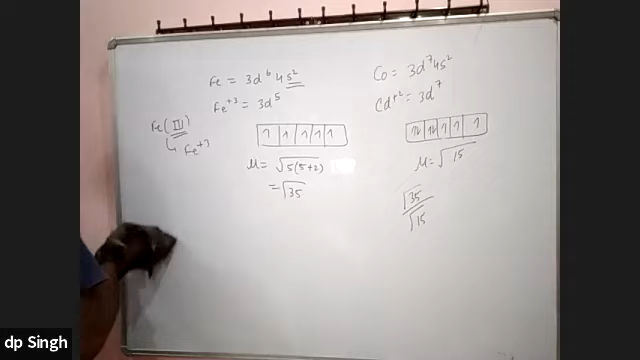 Fe = 3d⁶ 4s²
Fe⁺³ = 3d⁵
Fe (III)
↳ Fe⁺³
1 1 1 1 1
μ = √5(5+2)
= √35
Co = 3d⁷ 4s²
Cd⁺² = 3d⁷
1l 1l 1 1 1
μ = √15
√35
√15
dp Singh